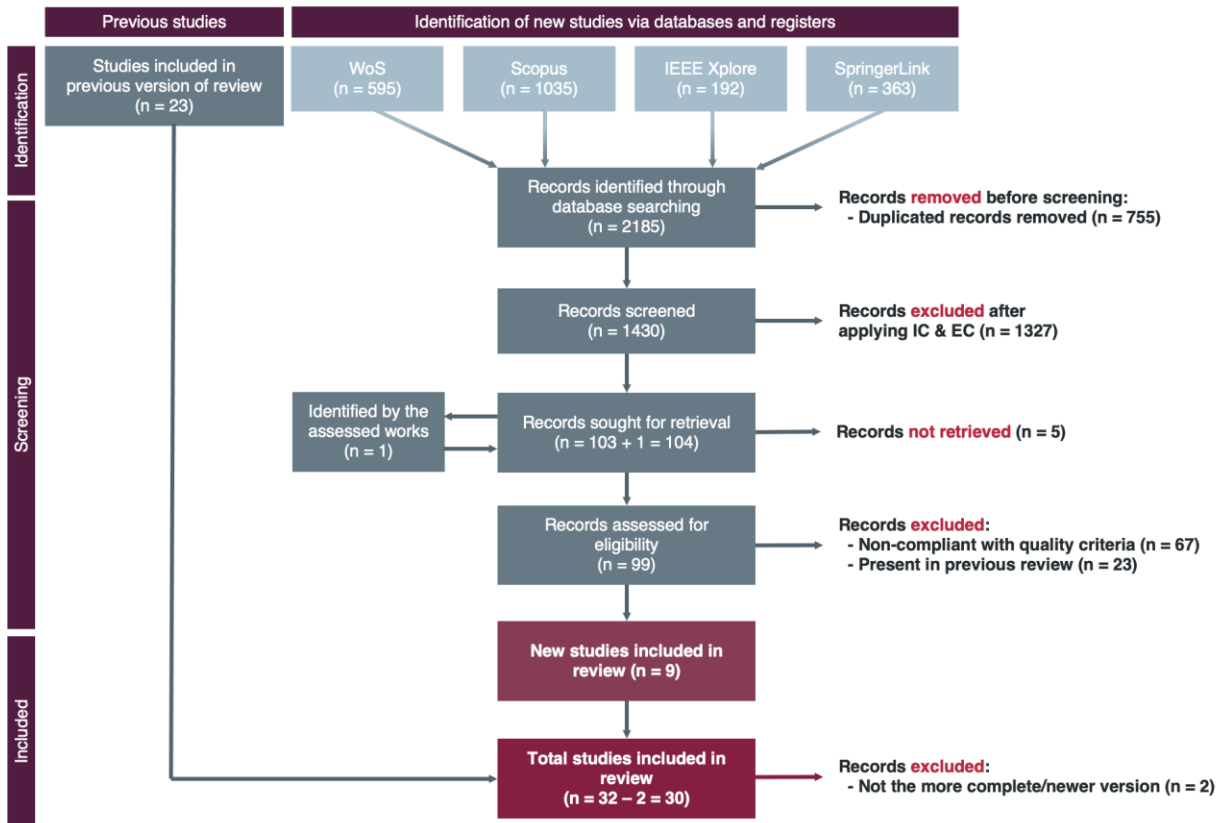 Previous studies
Identification of new studies via databases and registers
Identification
Studies included in
previous version of review
(n = 23)
WoS
(n = 595)
Scopus
(n = 1035)
IEEE Xplore
(n = 192)
SpringerLink
(n = 363)
Records identified through
database searching
(n = 2185)
Records removed before screening:
- Duplicated records removed (n = 755)
Screening
Records screened
(n = 1430)
Records excluded after
applying IC & EC (n = 1327)
Identified by the
assessed works
(n = 1)
Records sought for retrieval
(n = 103 + 1 = 104)
Records not retrieved (n = 5)
Records assessed for
eligibility
(n = 99)
Records excluded:
- Non-compliant with quality criteria (n = 67)
- Present in previous review (n = 23)
Included
New studies included in
review (n = 9)
Total studies included in
review
(n = 32 – 2 = 30)
Records excluded:
- Not the more complete/newer version (n = 2)